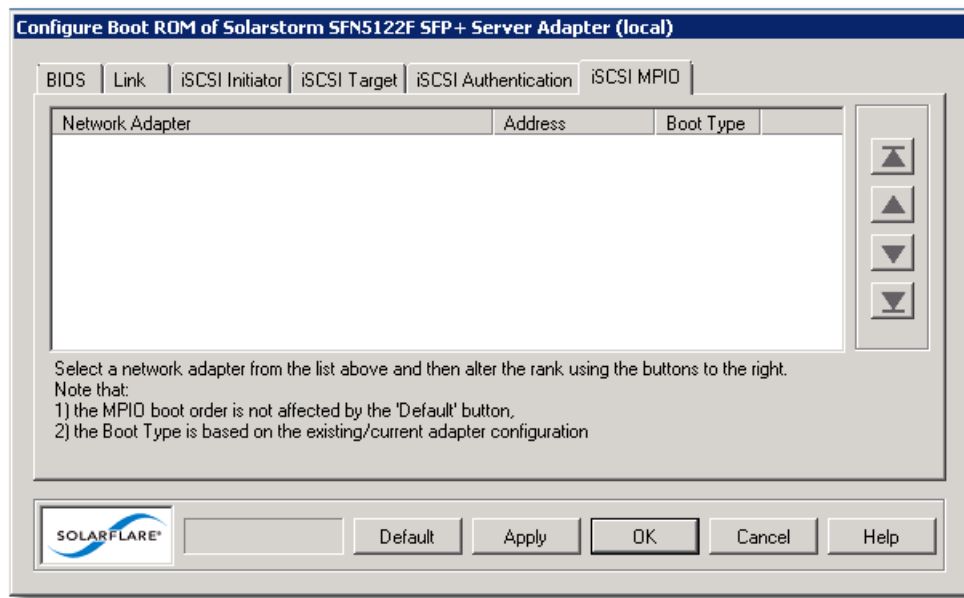 Configure Boot ROM of Solarstorm SFN5122F SFP+ Server Adapter (local)
BIOS Link iSCSI Initiator iSCSI Target iSCSI Authentication iSCSI MPIO
Network Adapter Address Boot Type
Select a network adapter from the list above and then alter the rank using the buttons to the right.
Note that:
1) the MPIO boot order is not affected by the 'Default' button,
2) the Boot Type is based on the existing/current adapter configuration
SOLARFLARE® Default Apply OK Cancel Help